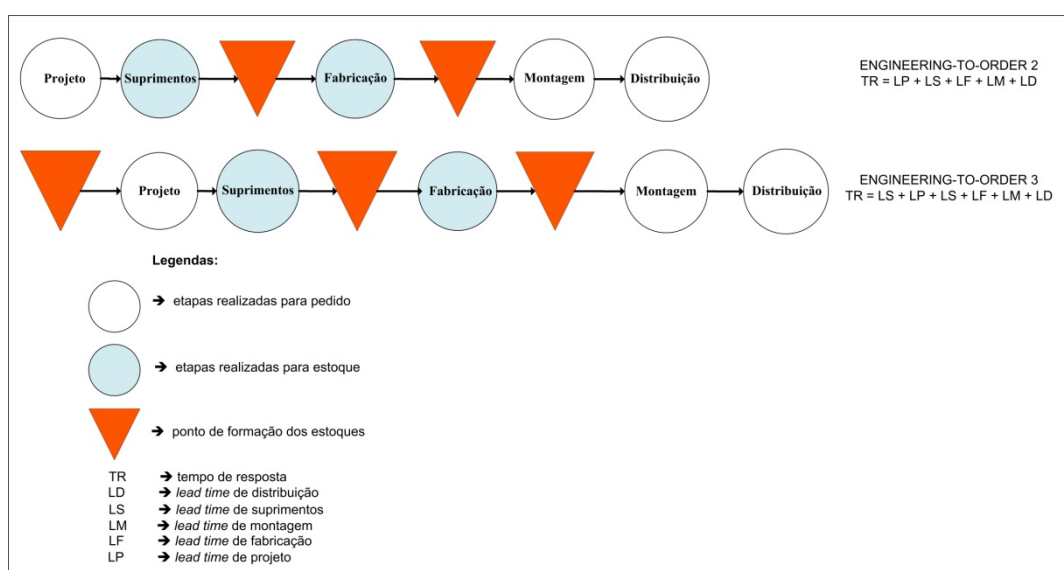 Projeto
Suprimentos
Fabricação
Montagem
Distribuição
ENGINEERING-TO-ORDER 2
TR = LP + LS + LF + LM + LD
Projeto
Suprimentos
Fabricação
Montagem
Distribuição
ENGINEERING-TO-ORDER 3
TR = LS + LP + LS + LF + LM + LD
Legendas:
➔ etapas realizadas para pedido
➔ etapas realizadas para estoque
➔ ponto de formação dos estoques
TR ➔ tempo de resposta
LD ➔ lead time de distribuição
LS ➔ lead time de suprimentos
LM ➔ lead time de montagem
LF ➔ lead time de fabricação
LP ➔ lead time de projeto